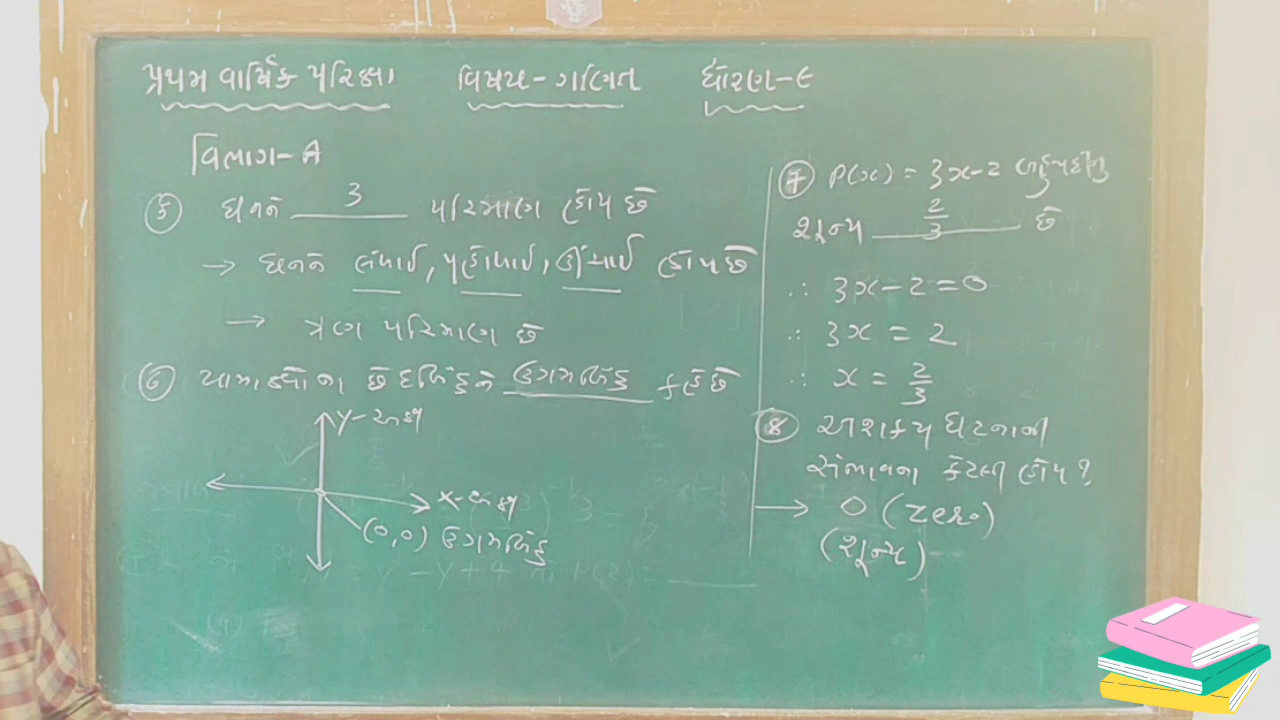 પ્રથમ વાર્ષિક પરિક્ષા વિષય- ગણિત ધોરણ-૯
વિભાગ- A
૬ ઘનને 3 પરિમાણ હોય છે
→ ઘનને લંબાઈ, પહોળાઈ, ઊંચાઈ હોય છે
→ ત્રણ પરિમાણ છે
છેદબિંદુને ઉગમબિંદુ કહે છે
y-અક્ષ
x-અક્ષ
(0,0) ઉગમબિંદુ
7 P(x) = 3x-2 બહુપદીનું
શૂન્ય 2/3 છે
∴ 3x-2=0
∴ 3x = 2
∴ x = 2/3
8 અશક્ય ઘટનાની
સંભાવના કેટલી હોય?
→ 0 (zero)
(શૂન્ય)